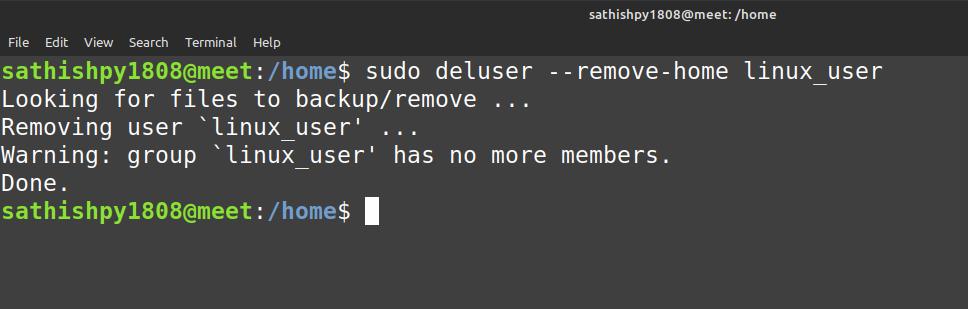 sathishpy1808@meet: /home
File Edit View Search Terminal Help
sathishpy1808@meet:/home$ sudo deluser --remove-home linux_user
Looking for files to backup/remove ...
Removing user `linux_user' ...
Warning: group `linux_user' has no more members.
Done.
sathishpy1808@meet:/home$